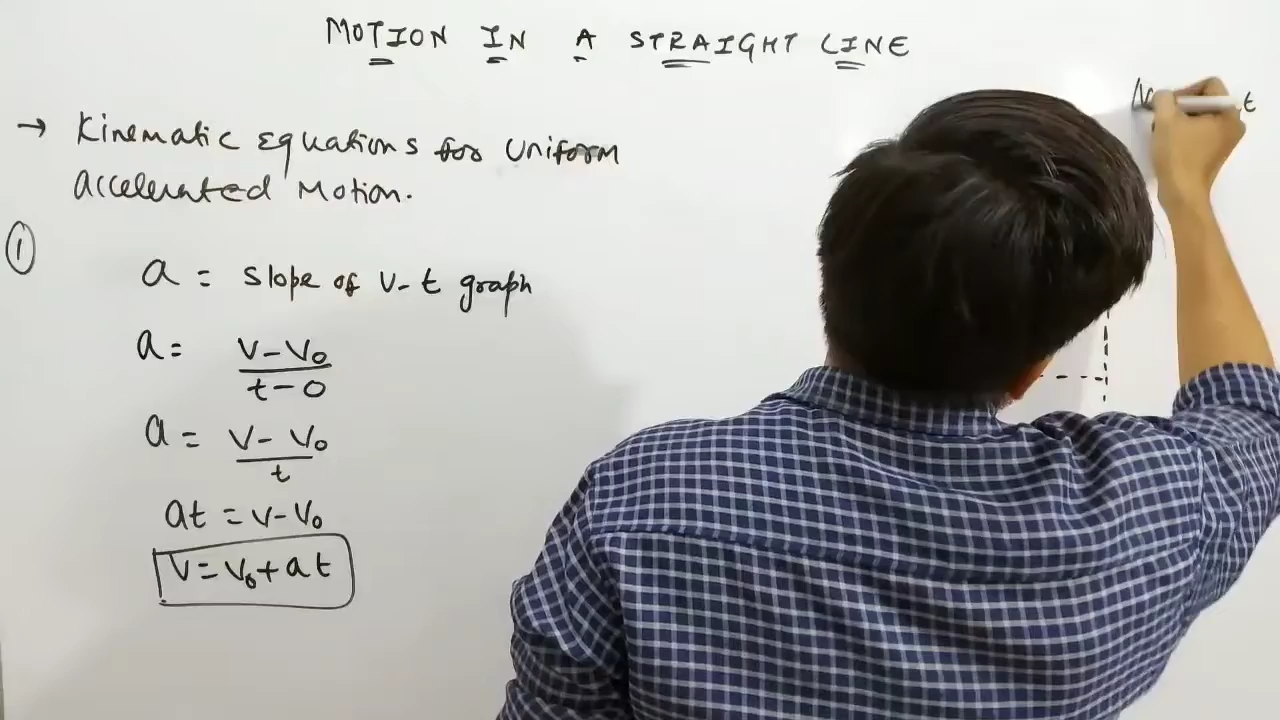 MOTION IN A STRAIGHT LINE
→ Kinematic Equations for Uniform
accelerated Motion.
①
a = slope of v-t graph
a = (v - v₀)/(t - 0)
a = (v - v₀)/t
at = v - v₀
v = v₀ + at
t